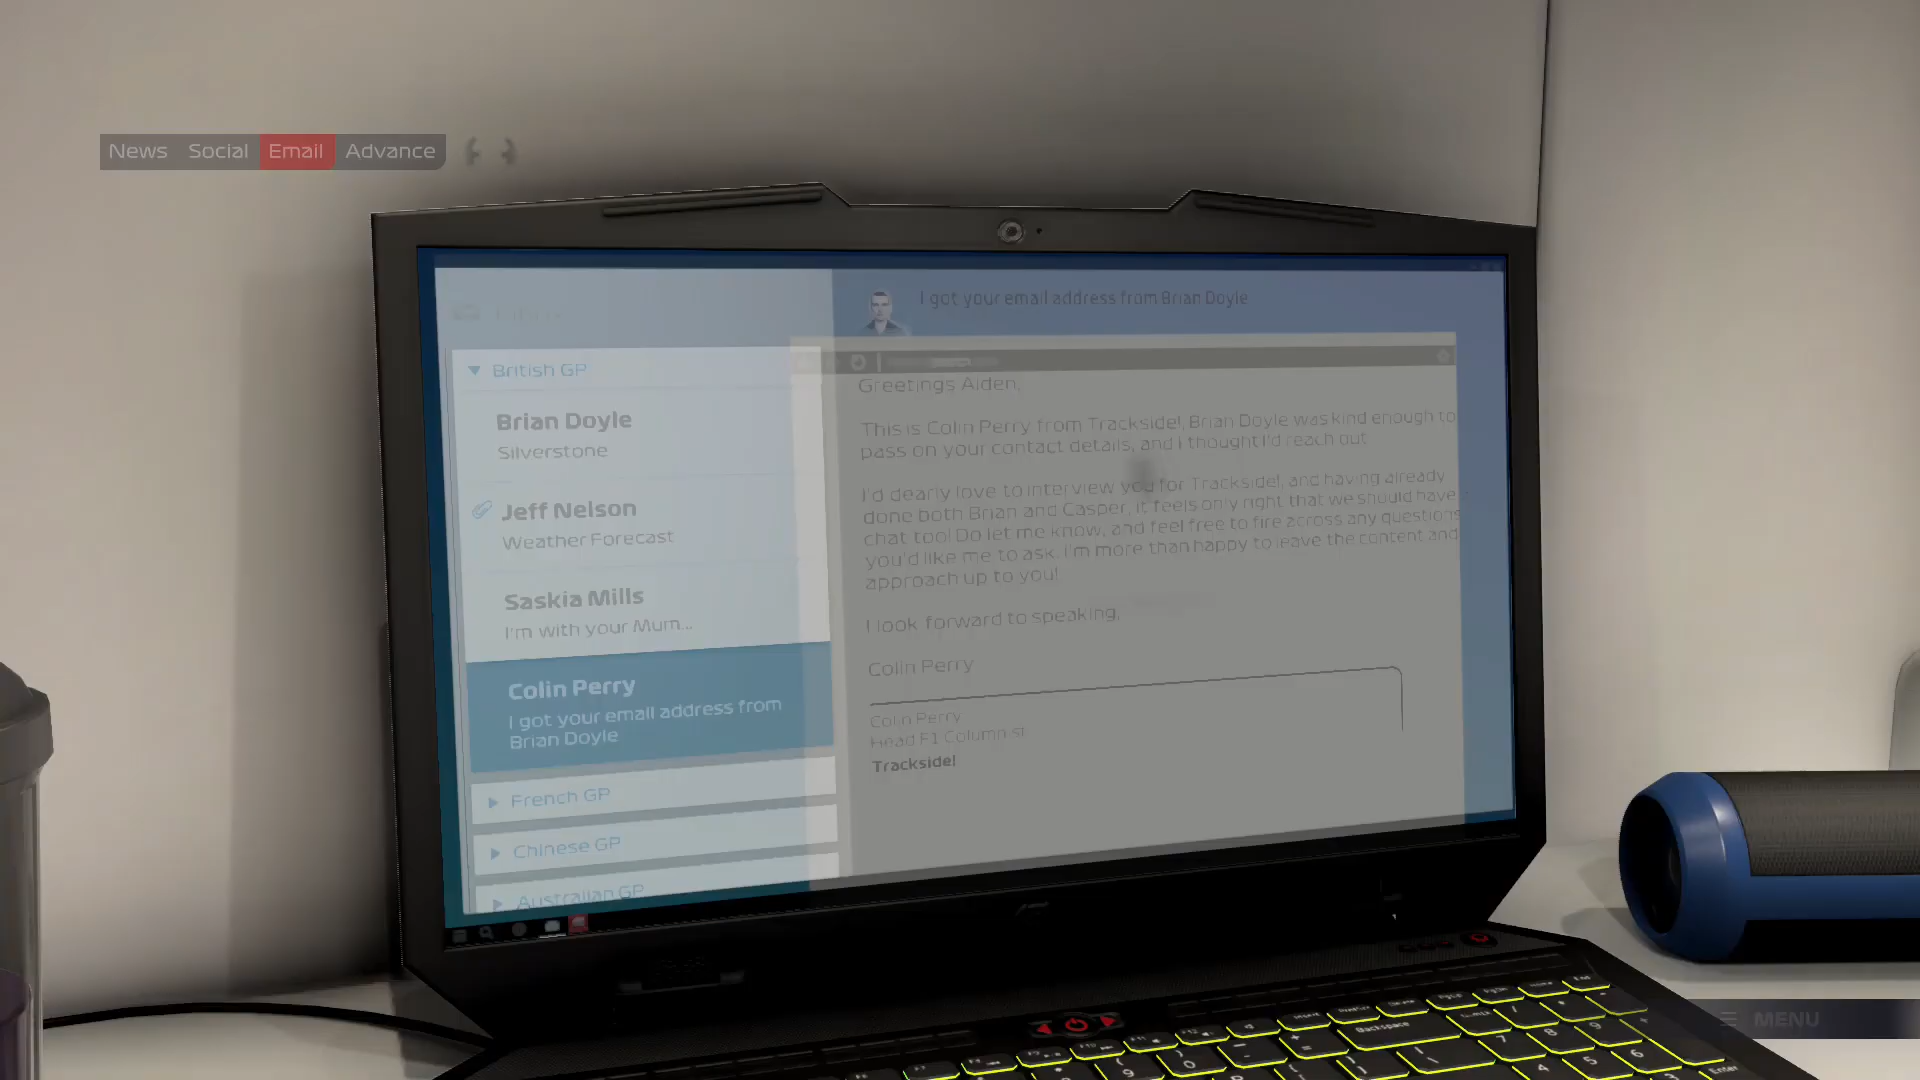 News Social Email Advance
I got your email address from Brian Doyle
British GP
Brian Doyle
Silverstone
Jeff Nelson
Weather Forecast
Saskia Mills
I'm with your Mum...
Colin Perry
I got your email address from
Brian Doyle
French GP
Chinese GP
Australian GP
Greetings Aiden,
This is Colin Perry from Trackside!, Brian Doyle was kind enough to
pass on your contact details, and I thought I'd reach out
I'd dearly love to interview you for Trackside!, and having already
done both Brian and Casper, it feels only right that we should have a
chat too! Do let me know, and feel free to fire across any questions
you'd like me to ask. I'm more than happy to leave the content and
approach up to you!
I look forward to speaking,
Colin Perry
Colin Perry
Head F1 Columnist
Trackside!
Backspace
Enter
MENU